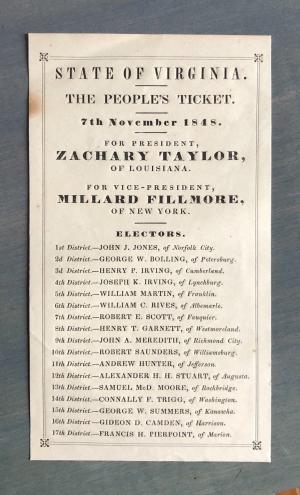 STATE OF VIRGINIA.
THE PEOPLE'S TICKET.
7th November 1848.
FOR PRESIDENT,
ZACHARY TAYLOR,
OF LOUISIANA.
FOR VICE-PRESIDENT,
MILLARD FILLMORE,
OF NEW YORK.
ELECTORS.
1st District.—JOHN J. JONES, of Norfolk City.
2d District.—GEORGE W. BOLLING, of Petersburg.
3d District.—HENRY P. IRVING, of Cumberland.
4th District.—JOSEPH K. IRVING, of Lynchburg.
5th District.—WILLIAM MARTIN, of Franklin.
6th District.—WILLIAM C. RIVES, of Albemarle.
7th District.—ROBERT E. SCOTT, of Fauquier.
8th District.—HENRY T. GARNETT, of Westmoreland.
9th District.—JOHN A. MEREDITH, of Richmond City.
10th District.—ROBERT SAUNDERS, of Williamsburg.
11th District.—ANDREW HUNTER, of Jefferson.
12th District.—ALEXANDER H. H. STUART, of Augusta.
13th District.—SAMUEL McD. MOORE, of Rockbridge.
14th District.—CONNALLY F. TRIGG, of Washington.
15th District.—GEORGE W. SUMMERS, of Kanawha.
16th District.—GIDEON D. CAMDEN, of Harrison.
17th District.—FRANCIS H. PIERPOINT, of Marion.